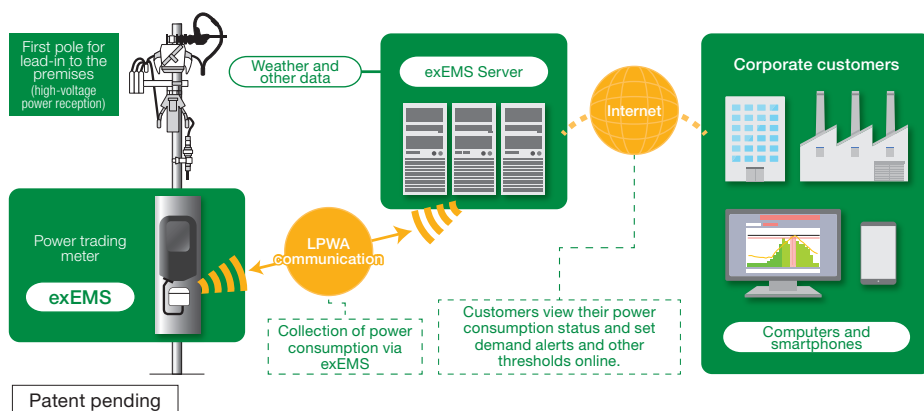 First pole for
lead-in to the
premises
(high-voltage
power reception)
Weather and
other data
exEMS Server
Internet
Corporate customers
Power trading
meter
exEMS
LPWA
communication
Collection of power
consumption via
exEMS
Customers view their power
consumption status and set
demand alerts and other
thresholds online.
Computers and
smartphones
Patent pending